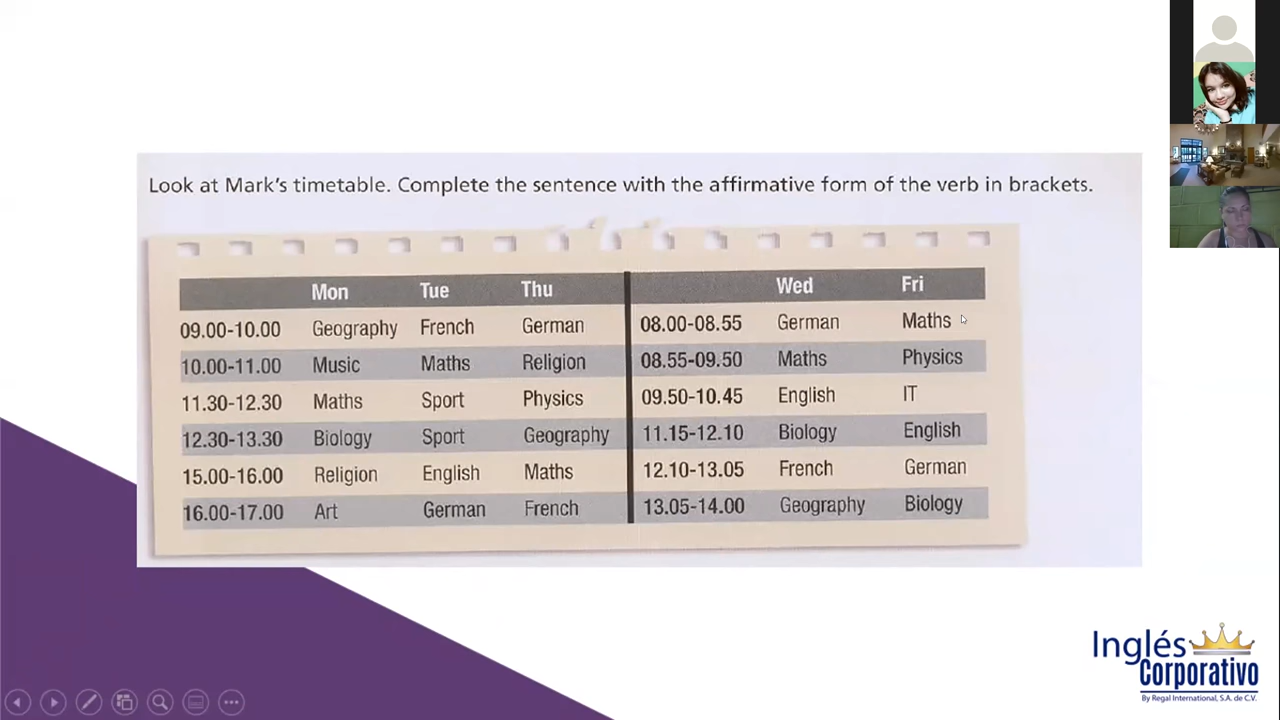 Look at Mark's timetable. Complete the sentence with the affirmative form of the verb in brackets.
Mon Tue Thu Wed Fri
09.00-10.00 Geography French German 08.00-08.55 German Maths
10.00-11.00 Music Maths Religion 08.55-09.50 Maths Physics
11.30-12.30 Maths Sport Physics 09.50-10.45 English IT
12.30-13.30 Biology Sport Geography 11.15-12.10 Biology English
15.00-16.00 Religion English Maths 12.10-13.05 French German
16.00-17.00 Art German French 13.05-14.00 Geography Biology
Inglés
Corporativo
By Regal International, S.A. de C.V.